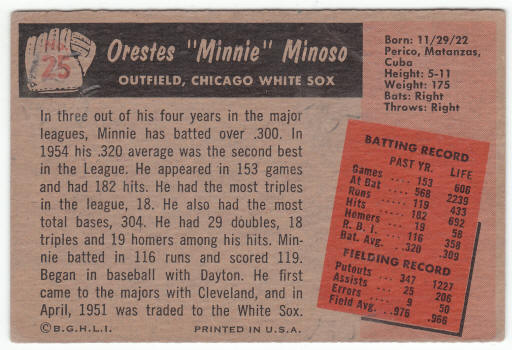 No.
25
Orestes "Minnie" Minoso
OUTFIELD, CHICAGO WHITE SOX
Born: 11/29/22
Perico, Matanzas,
Cuba
Height: 5-11
Weight: 175
Bats: Right
Throws: Right
In three out of his four years in the major
leagues, Minnie has batted over .300. In
1954 his .320 average was the second best
in the League. He appeared in 153 games
and had 182 hits. He had the most triples
in the league, 18. He also had the most
total bases, 304. He had 29 doubles, 18
triples and 19 homers among his hits. Min-
nie batted in 116 runs and scored 119.
Began in baseball with Dayton. He first
came to the majors with Cleveland, and in
April, 1951 was traded to the White Sox.
©B.G.H.L.I. PRINTED IN U.S.A.
BATTING RECORD
PAST YR. LIFE
Games 153 606
At Bat 568 2239
Runs 119 433
Hits 182 692
Homers 19 58
R. B. I. 116 358
Bat. Avg. .320 .309
FIELDING RECORD
Putouts 347 1227
Assists 25 206
Errors 9 50
Field Avg. .976 .966